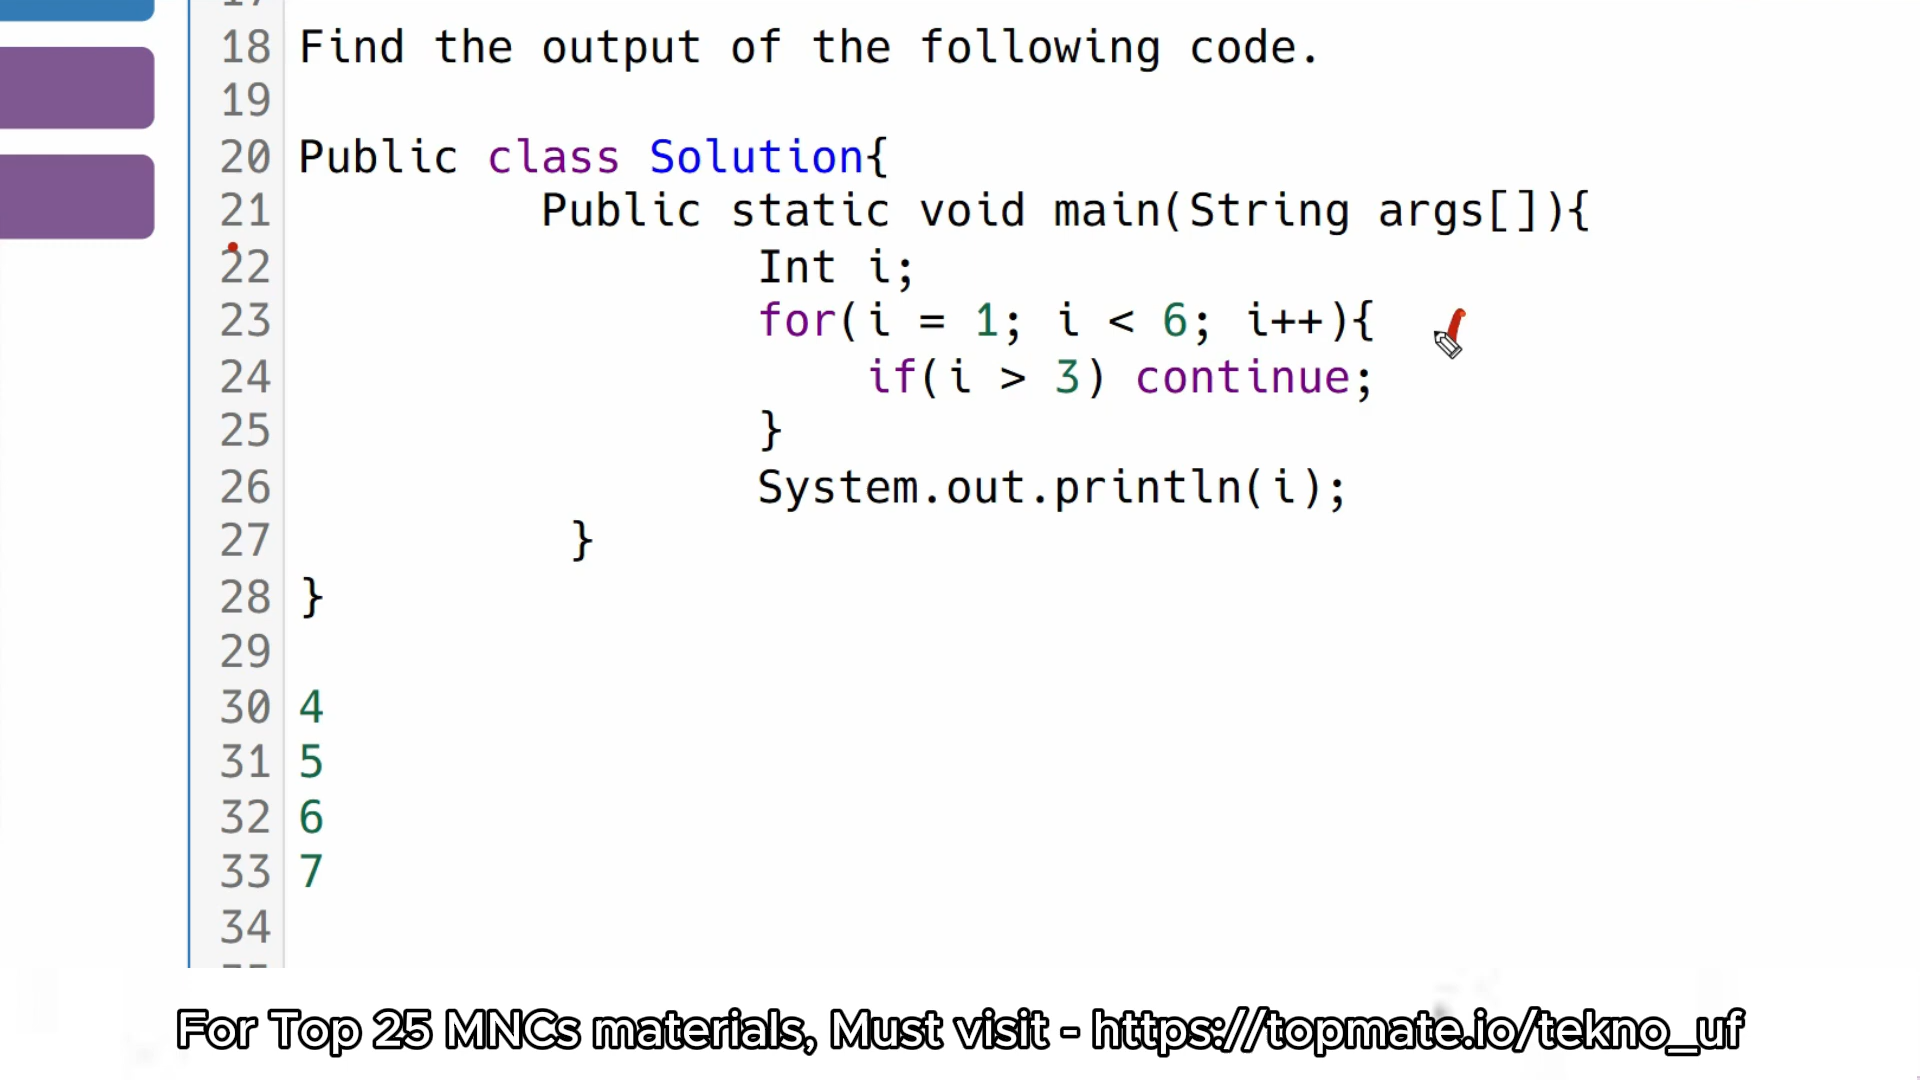 18 Find the output of the following code.
19
20 Public class Solution{
21 Public static void main(String args[]){
22 Int i;
23 for(i = 1; i < 6; i++){
24 if(i > 3) continue;
25 }
26 System.out.println(i);
27 }
28 }
29
30 4
31 5
32 6
33 7
34
For Top 25 MNCs materials, Must visit - https://topmate.io/tekno_uf